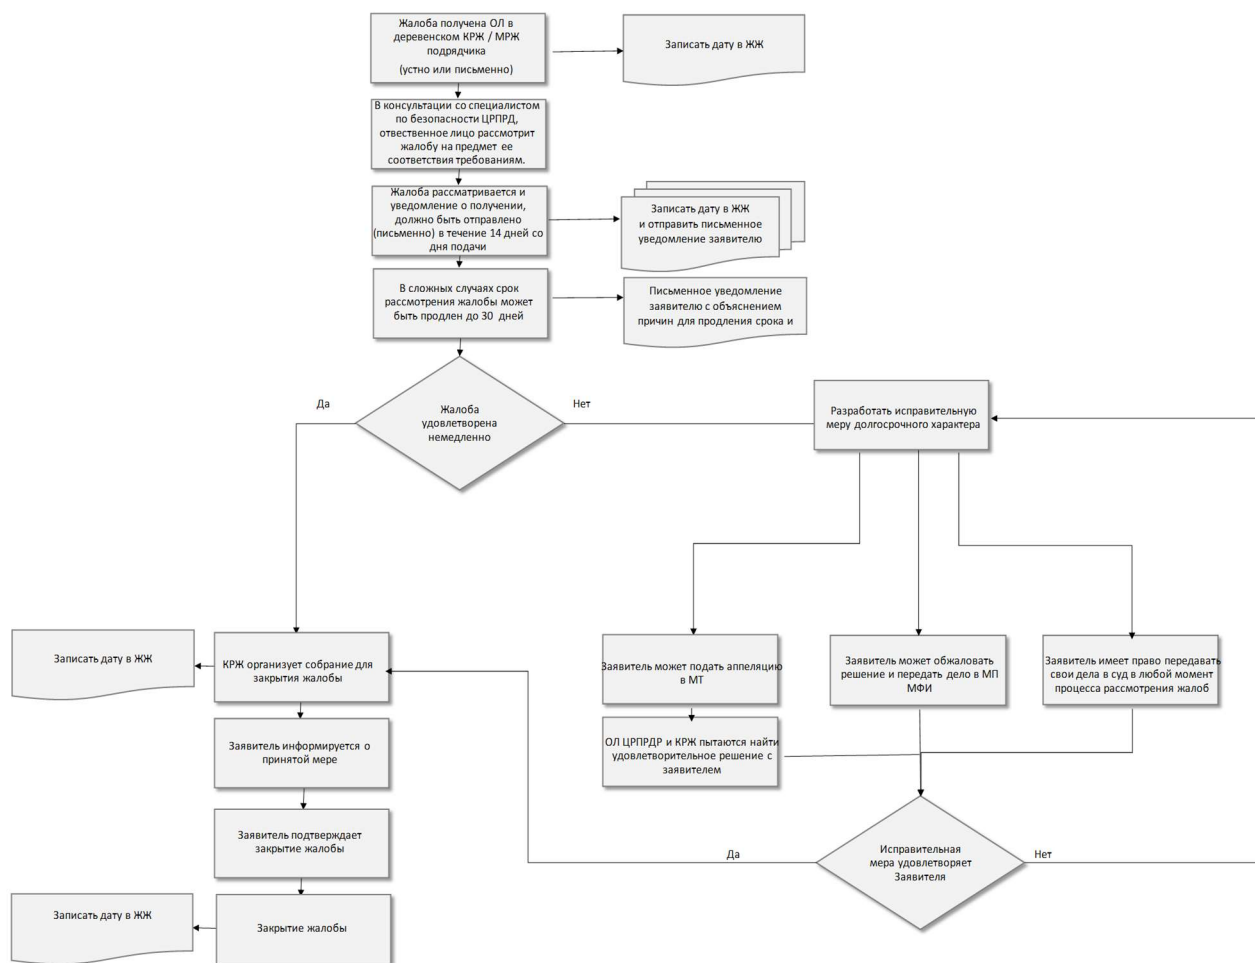 Жалоба получена ОЛ в
деревенском КРЖ / МРЖ
подрядчика
(устно или письменно)
Записать дату в ЖЖ
В консультации со специалистом
по безопасности ЦРПРД,
отвественное лицо рассмотрит
жалобу на предмет ее
соответствия требованиям.
Жалоба рассматривается и
уведомление о получении,
должно быть отправлено
(письменно) в течение 14 дней со
дня подачи
Записать дату в ЖЖ
и отправить письменное
уведомление заявителю
В сложных случаях срок
рассмотрения жалобы может
быть продлен до 30 дней
Письменное уведомление
заявителю с объяснением
причин для продления срока и
Жалоба
удовлетворена
немедленно
Да
Нет
Разработать исправительную
меру долгосрочного характера
Записать дату в ЖЖ
КРЖ организует собрание для
закрытия жалобы
Заявитель может подать аппеляцию
в МТ
Заявитель может обжаловать
решение и передать дело в МП
МФИ
Заявитель имеет право передавать
свои дела в суд в любой момент
процесса рассмотрения жалоб
Заявитель информируется о
принятой мере
ОЛ ЦРПРДР и КРЖ пытаются найти
удовлетворительное решение с
заявителем
Заявитель подтверждает
закрытие жалобы
Да
Исправительная
мера удовлетворяет
Заявителя
Нет
Записать дату в ЖЖ
Закрытие жалобы